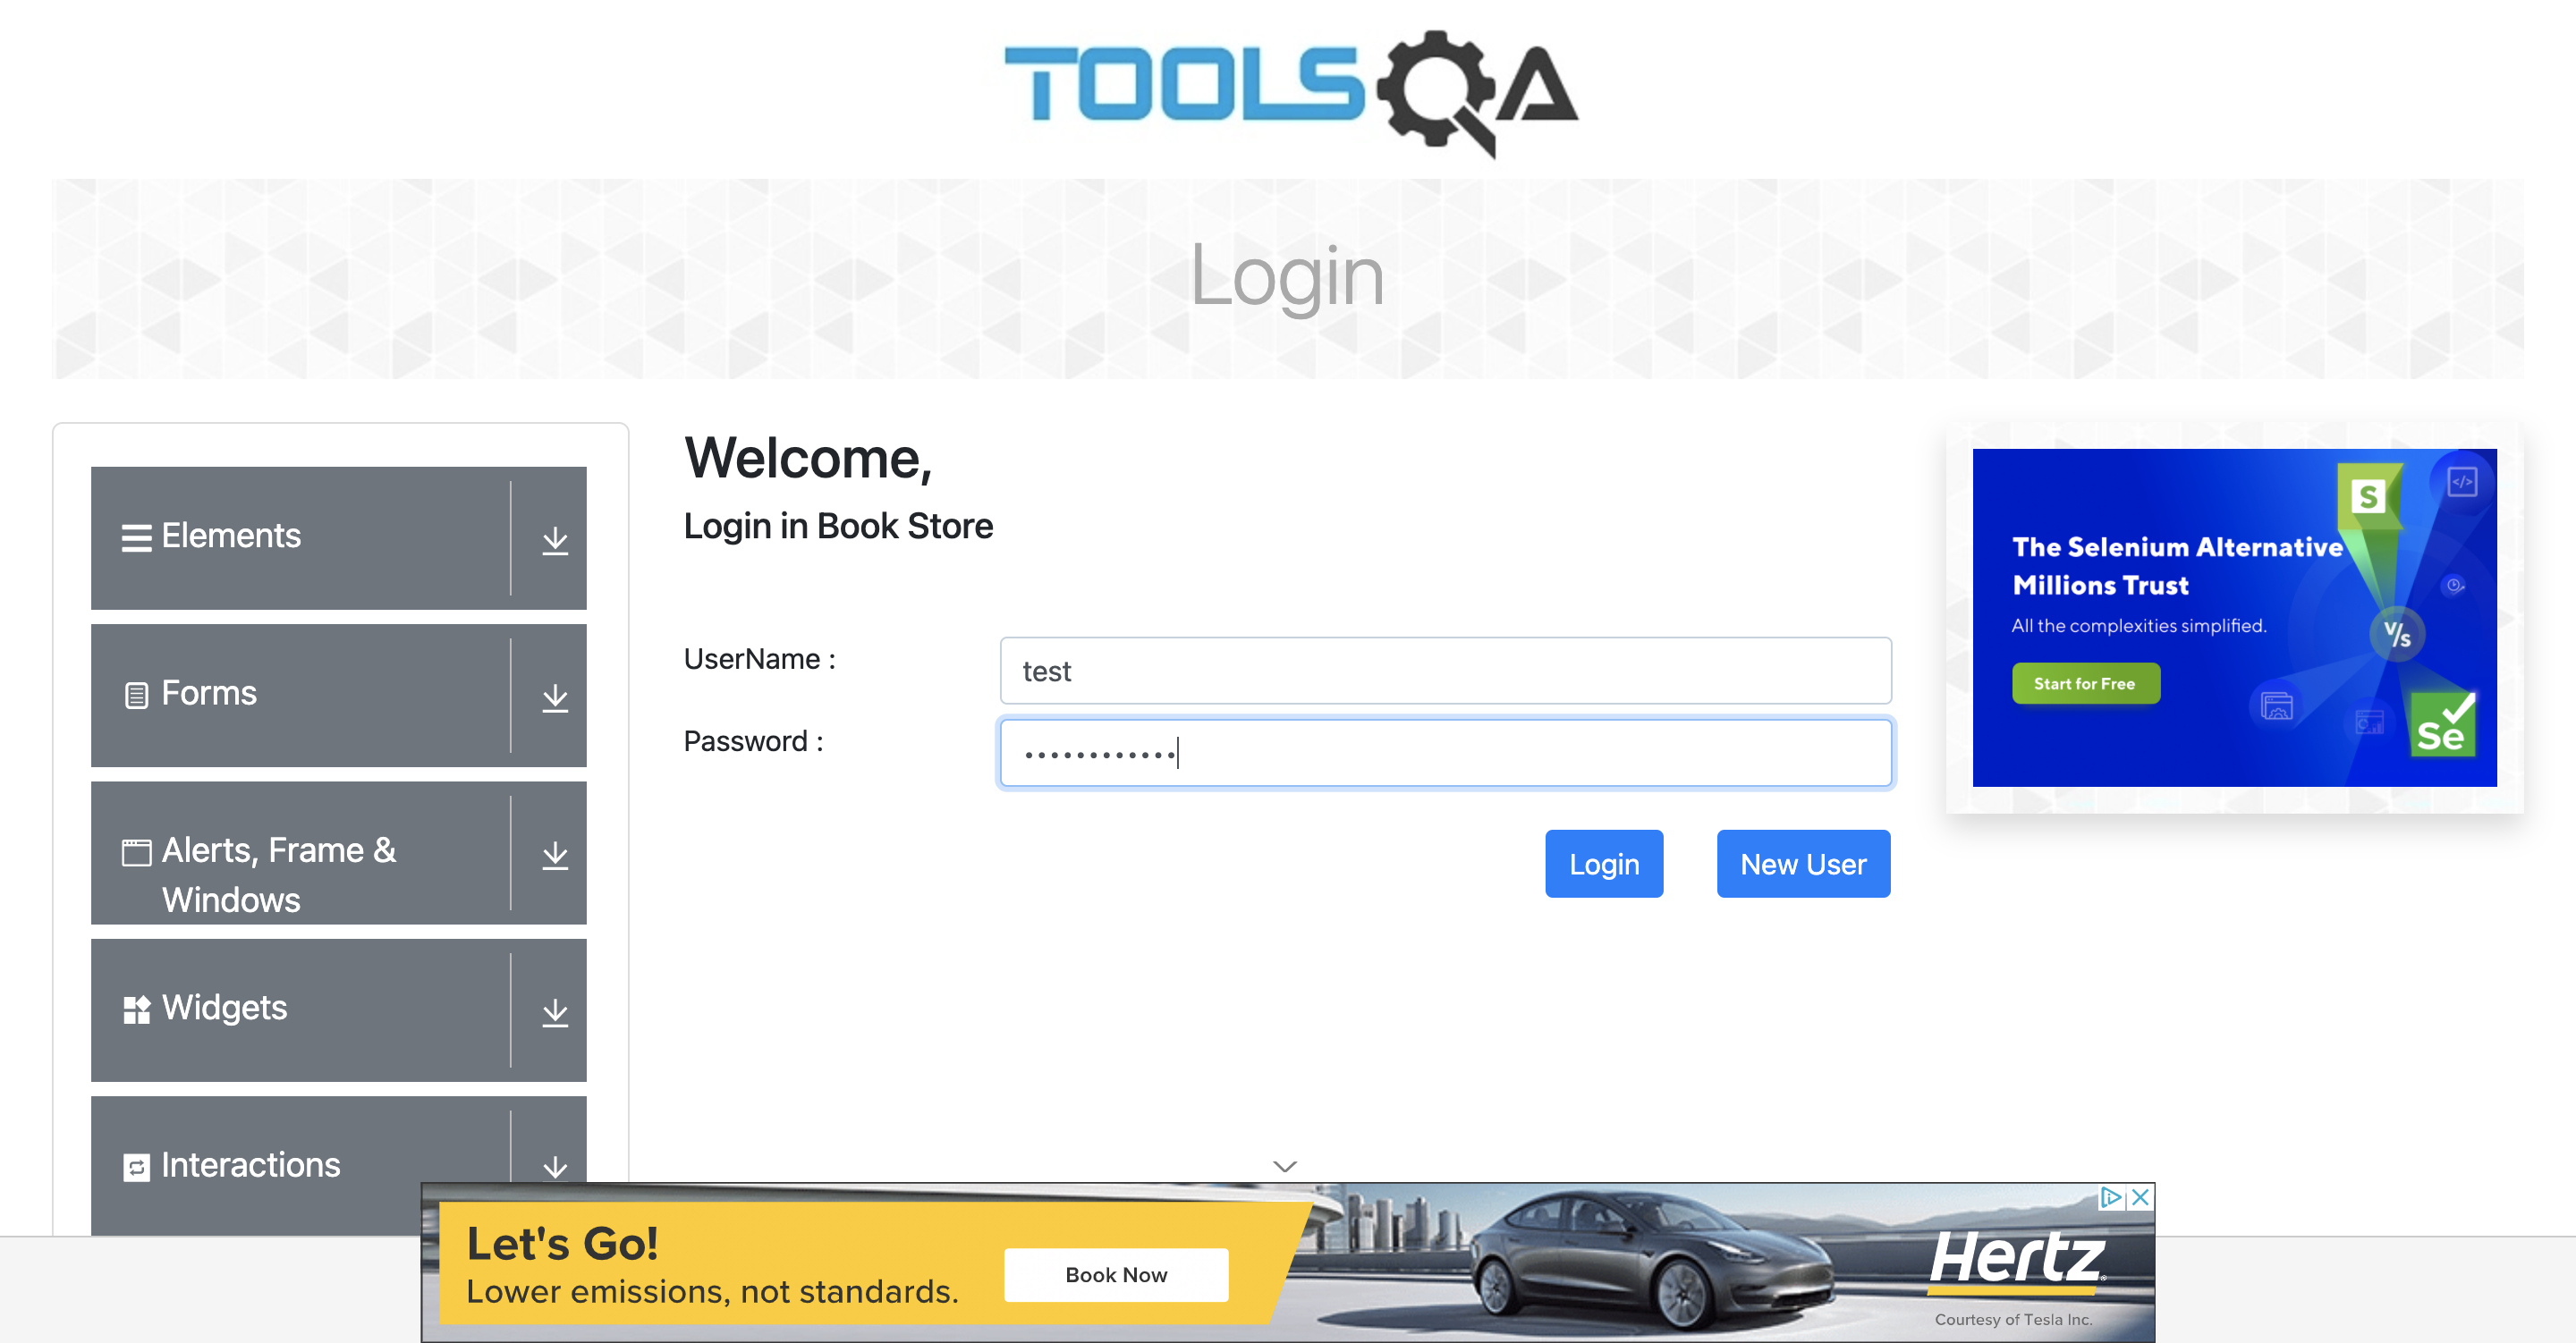 TOOLSQA
Login
Elements
Forms
Alerts, Frame &
Windows
Widgets
Interactions
Welcome,
Login in Book Store
UserName :
test
Password :
••••••••••••
Login
New User
S
</>
The Selenium Alternative
Millions Trust
All the complexities simplified.
Start for Free
V/s
Se
Let's Go!
Lower emissions, not standards.
Book Now
Hertz
Courtesy of Tesla Inc.